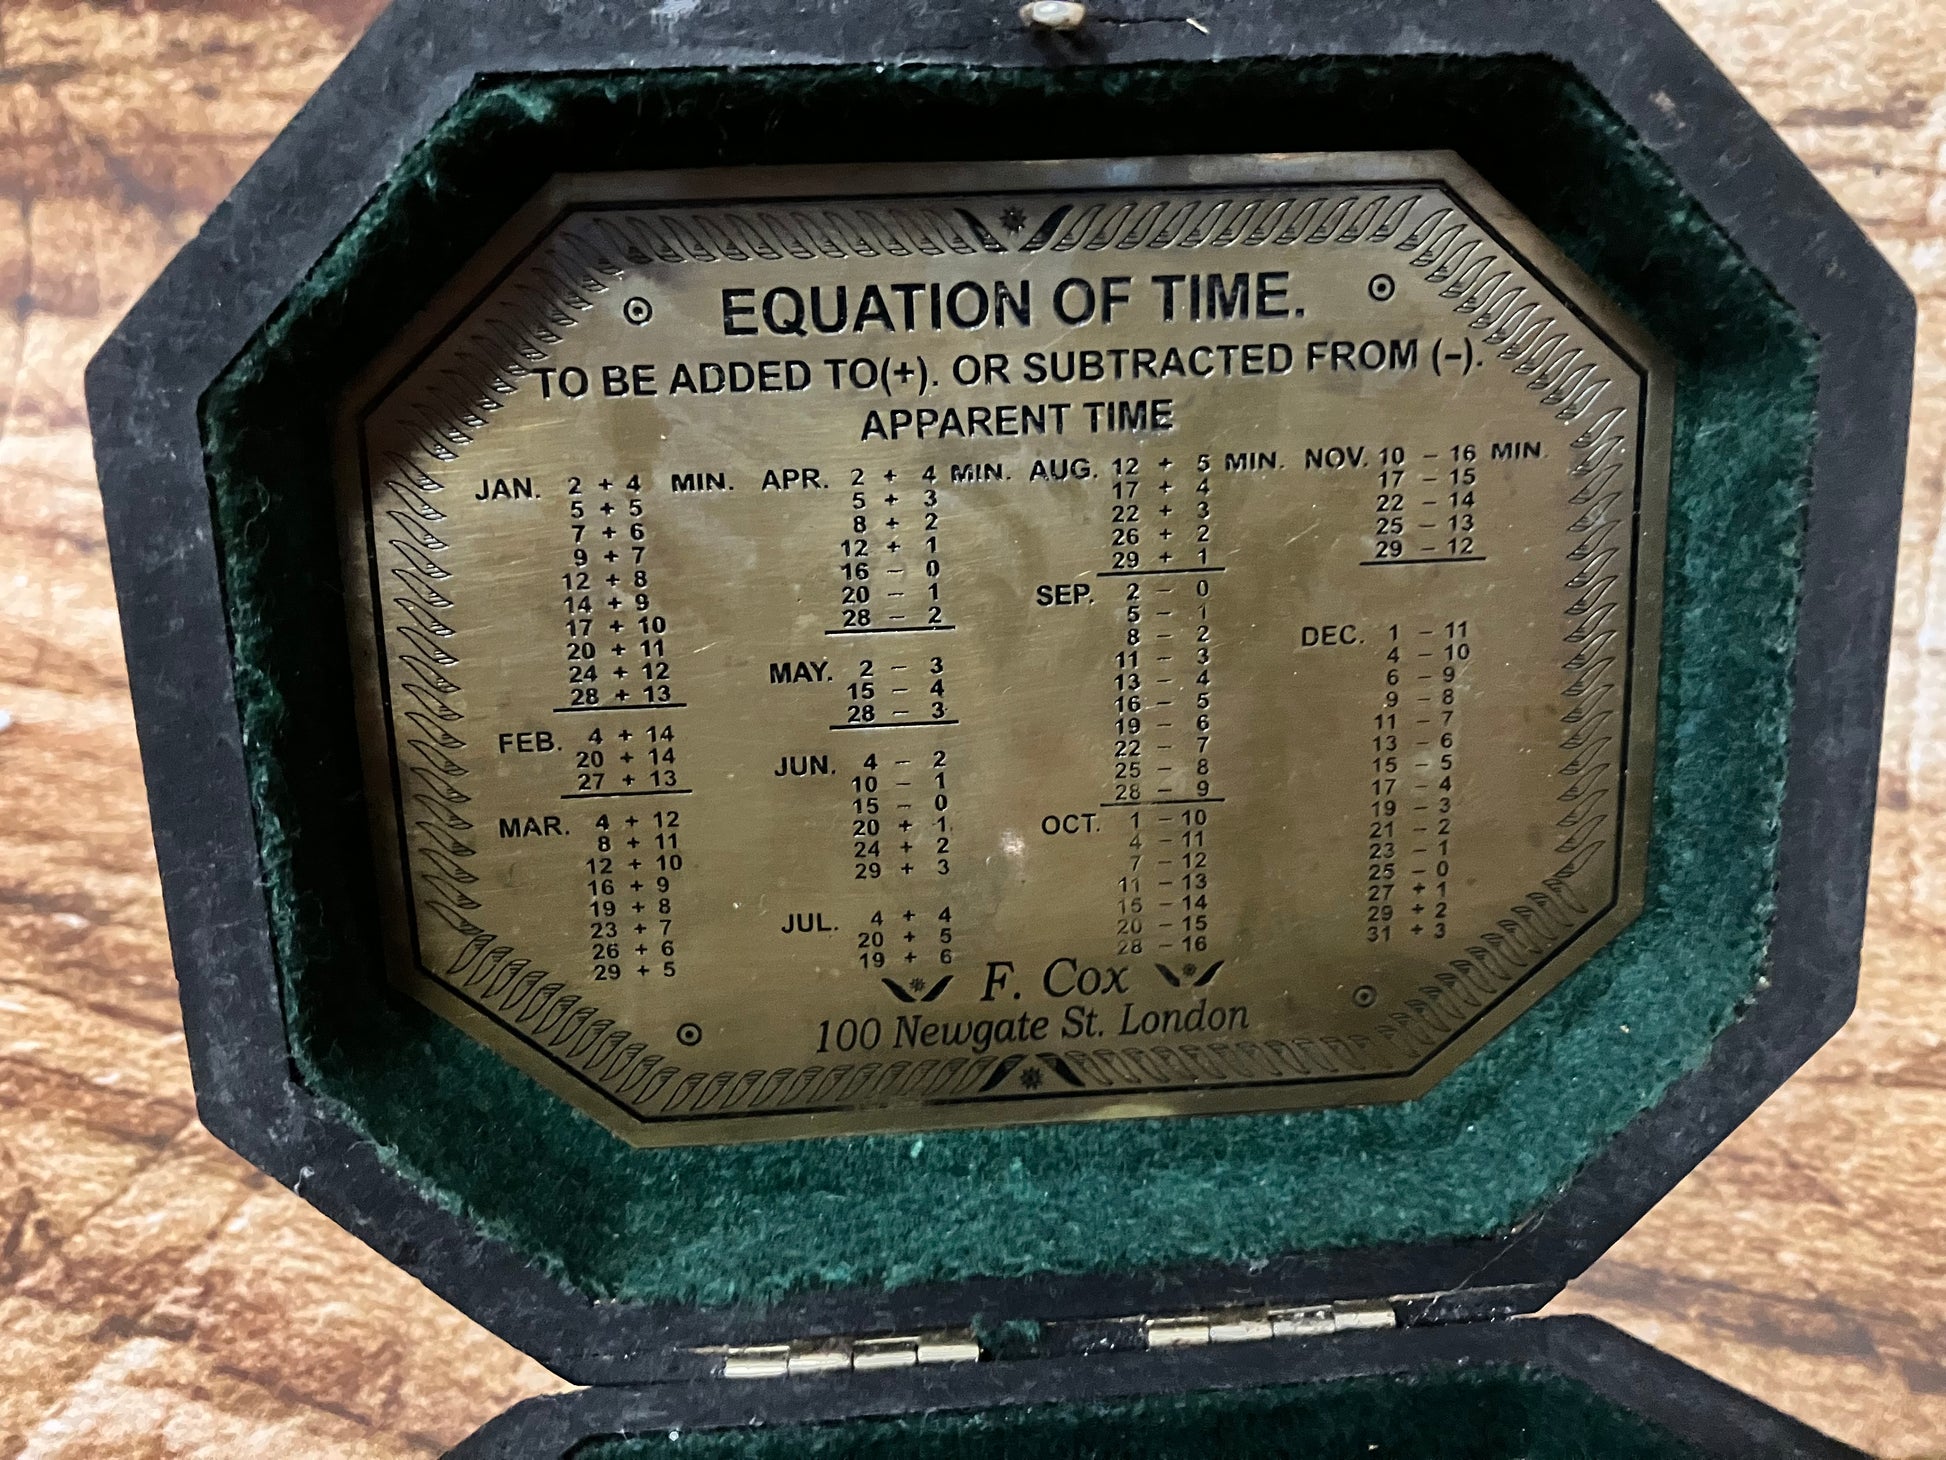 EQUATION OF TIME.
TO BE ADDED TO(+). OR SUBTRACTED FROM (-).
APPARENT TIME
JAN. 2 + 4 MIN.
5 + 5
7 + 6
9 + 7
12 + 8
14 + 9
17 + 10
20 + 11
24 + 12
28 + 13
FEB. 4 + 14
20 + 14
27 + 13
MAR. 4 + 12
8 + 11
12 + 10
16 + 9
19 + 8
23 + 7
26 + 6
29 + 5
APR. 2 + 4 MIN.
5 + 3
8 + 2
12 + 1
16 - 0
20 - 1
28 - 2
MAY. 2 - 3
15 - 4
28 - 3
JUN. 4 - 2
10 - 1
15 - 0
20 + 1
24 + 2
29 + 3
JUL. 4 + 4
20 + 5
19 + 6
AUG. 12 + 5 MIN.
17 + 4
22 + 3
26 + 2
29 + 1
SEP. 2 - 0
5 - 1
8 - 2
11 - 3
13 - 4
16 - 5
19 - 6
22 - 7
25 - 8
28 - 9
OCT. 1 - 10
4 - 11
7 - 12
11 - 13
15 - 14
20 - 15
28 - 16
NOV. 10 - 16 MIN.
17 - 15
22 - 14
25 - 13
29 - 12
DEC. 1 - 11
4 - 10
6 - 9
9 - 8
11 - 7
13 - 6
15 - 5
17 - 4
19 - 3
21 - 2
23 - 1
25 - 0
27 + 1
29 + 2
31 + 3
F. Cox
100 Newgate St. London